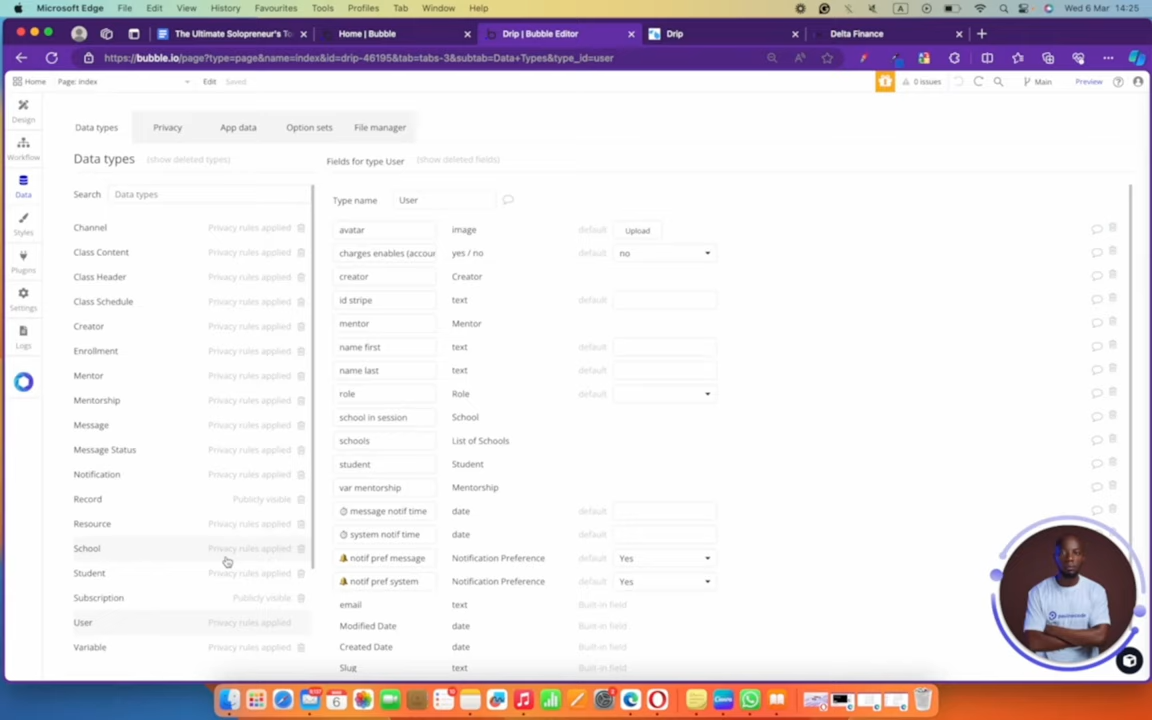 Microsoft Edge File Edit View History Favourites Tools Profiles Tab Window Help Wed 6 Mar 14:25
The Ultimate Solopreneur's To Home | Bubble Drip | Bubble Editor Drip Delta Finance
https://bubble.io/page?type=page&name=index&id=drip-46195&tab=tabs-3&subtab=Data+Types&type_id=user
Home Page: index Edit Saved 0 issues Main Preview
Design
Workflow
Data
Styles
Plugins
Settings
Logs
Data types Privacy App data Option sets File manager
Data types (show deleted types)
Search Data types
Channel Privacy rules applied
Class Content Privacy rules applied
Class Header Privacy rules applied
Class Schedule Privacy rules applied
Creator Privacy rules applied
Enrollment Privacy rules applied
Mentor Privacy rules applied
Mentorship Privacy rules applied
Message Privacy rules applied
Message Status Privacy rules applied
Notification Privacy rules applied
Record Publicly visible
Resource Privacy rules applied
School Privacy rules applied
Student Privacy rules applied
Subscription Publicly visible
User Privacy rules applied
Variable Privacy rules applied
Fields for type User (show deleted fields)
Type name User
avatar image default Upload
charges enables (accour yes / no default no
creator Creator
id stripe text default
mentor Mentor
name first text default
name last text default
role Role default
school in session School
schools List of Schools
student Student
var mentorship Mentorship
message notif time date default
system notif time date default
notif pref message Notification Preference default Yes
notif pref system Notification Preference default Yes
email text Built-in field
Modified Date date Built-in field
Created Date date Built-in field
Slug text Built-in field